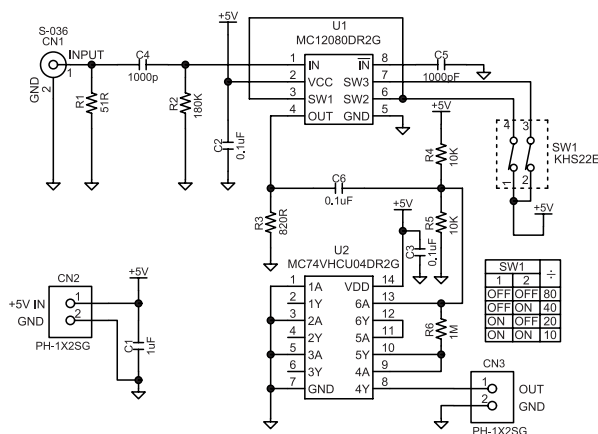 +5V
U1
MC12080DR2G
S-036
CN1
INPUT
1
2
GND
C4
1000p
R1
51R
R2
180K
C2
0.1uF
1 IN
2 VCC
3 SW1
4 OUT
IN 8
SW3 7
SW2 6
GND 5
C5
1000pF
+5V
R4
10K
4 3
1 2
SW1
KHS22E
+5V
C6
0.1uF
R3
820R
+5V
R5
10K
C3
0.1uF
U2
MC74VHCU04DR2G
1 1A
2 1Y
3 2A
4 2Y
5 3A
6 3Y
7 GND
VDD 14
6A 13
6Y 12
5A 11
5Y 10
4A 9
4Y 8
R6
1M
SW1 ÷
1 2
OFF OFF 80
OFF ON 40
ON OFF 20
ON ON 10
CN2
+5V IN 1
GND 2
PH-1X2SG
+5V
C1
1uF
CN3
1 OUT
2 GND
PH-1X2SG